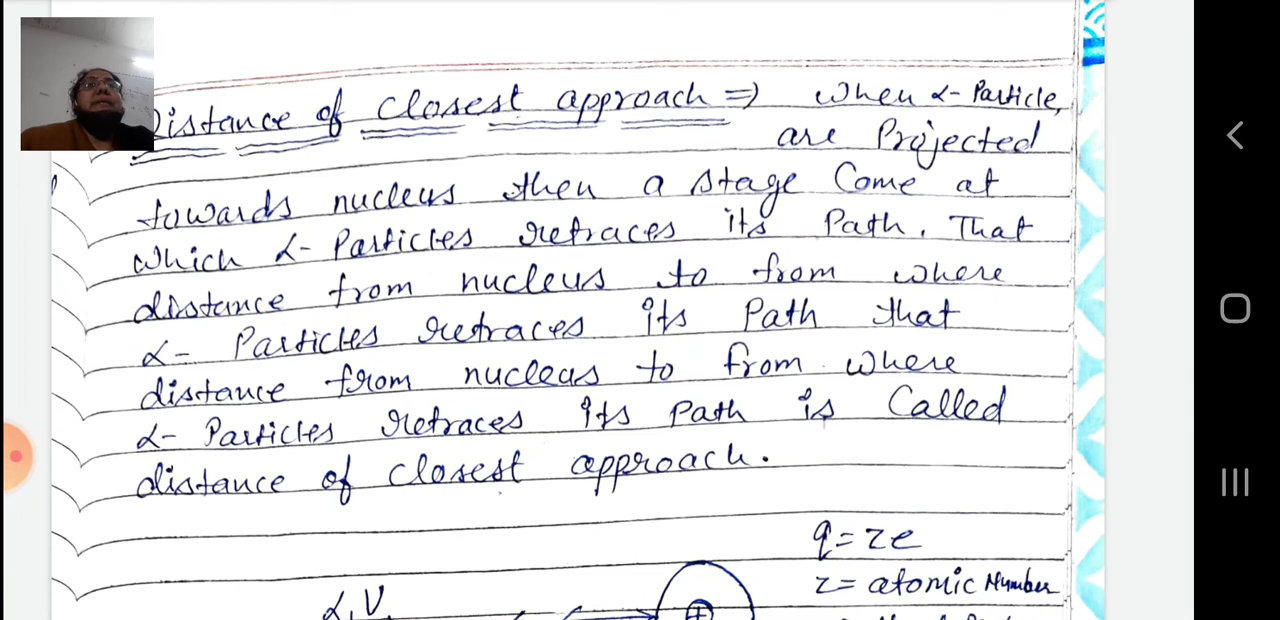 Distance of closest approach ⇒ when α- Particle,
are Projected
towards nucleus then a stage Come at
which α- Particles retraces its Path. That
distance from nucleus to from where
α- Particles retraces its Path that
distance from nucleus to from where
α- Particles retraces its Path is Called
distance of closest approach.
q = ze
z = atomic Number
α, V.
+